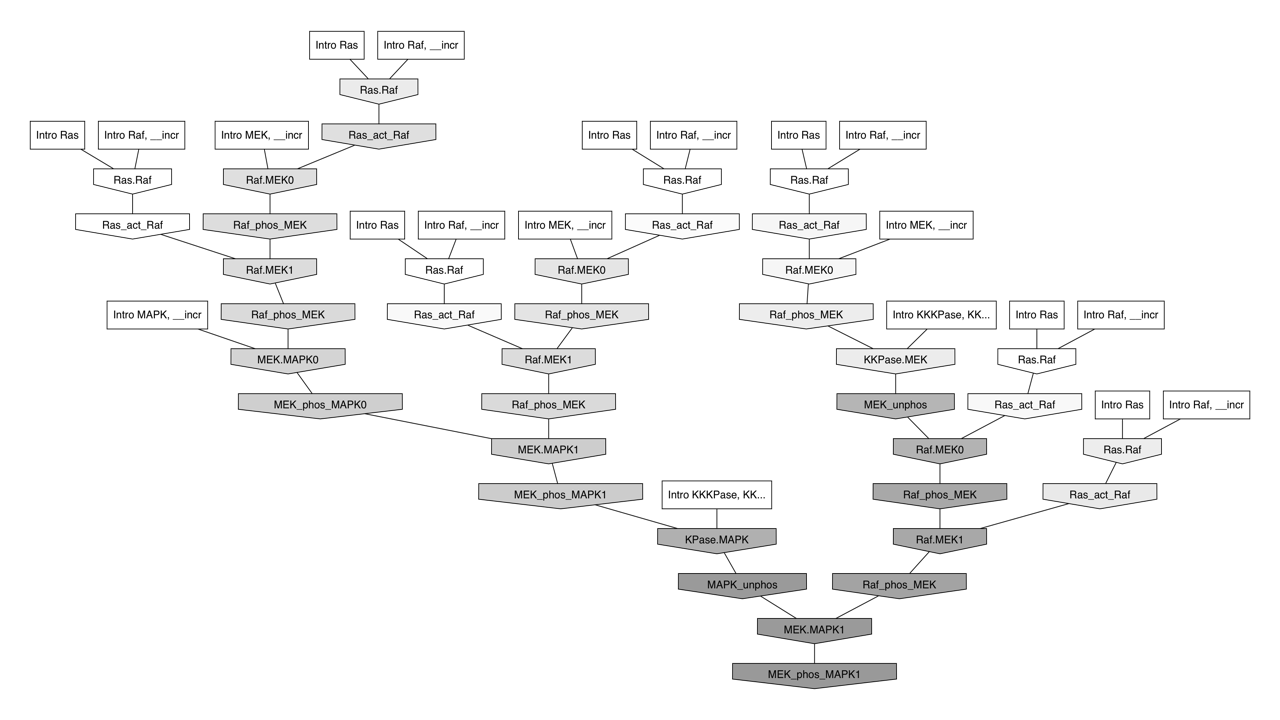 Intro Ras
Intro Raf, __incr
Ras.Raf
Intro Ras
Intro Raf, __incr
Intro MEK, __incr
Ras_act_Raf
Intro Ras
Intro Raf, __incr
Intro Ras
Intro Raf, __incr
Ras.Raf
Raf.MEK0
Ras.Raf
Ras.Raf
Ras_act_Raf
Raf_phos_MEK
Intro Ras
Intro Raf, __incr
Intro MEK, __incr
Ras_act_Raf
Ras_act_Raf
Intro MEK, __incr
Raf.MEK1
Ras.Raf
Raf.MEK0
Raf.MEK0
Intro MAPK, __incr
Raf_phos_MEK
Ras_act_Raf
Raf_phos_MEK
Raf_phos_MEK
Intro KKKPase, KK...
Intro Ras
Intro Raf, __incr
MEK.MAPK0
Raf.MEK1
KKPase.MEK
Ras.Raf
MEK_phos_MAPK0
Raf_phos_MEK
MEK_unphos
Ras_act_Raf
Intro Ras
Intro Raf, __incr
MEK.MAPK1
Raf.MEK0
Ras.Raf
MEK_phos_MAPK1
Intro KKKPase, KK...
Raf_phos_MEK
Ras_act_Raf
KPase.MAPK
Raf.MEK1
MAPK_unphos
Raf_phos_MEK
MEK.MAPK1
MEK_phos_MAPK1